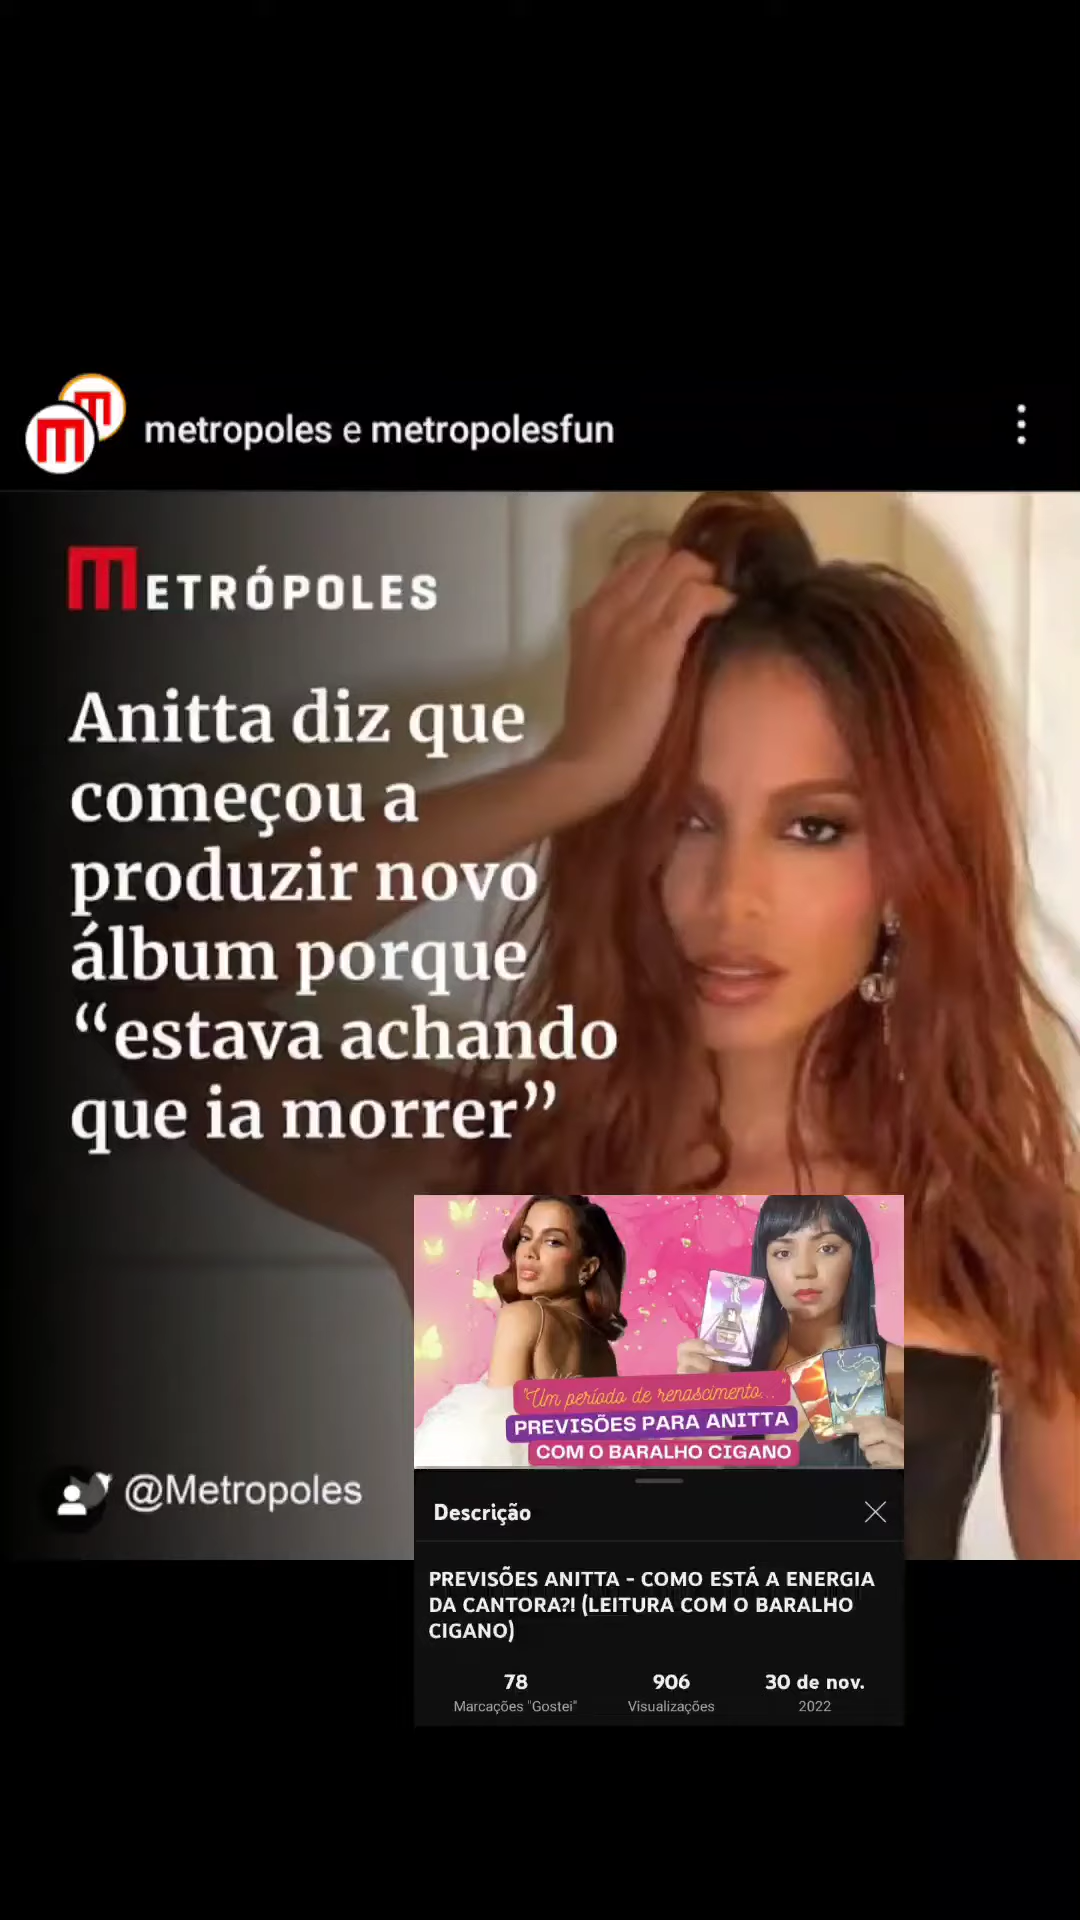 metropoles e metropolesfun
METRÓPOLES
Anitta diz que
começou a
produzir novo
álbum porque
“estava achando
que ia morrer”
@Metropoles
"Um período de renascimento..."
PREVISÕES PARA ANITTA
COM O BARALHO CIGANO
Descrição
PREVISÕES ANITTA - COMO ESTÁ A ENERGIA
DA CANTORA?! (LEITURA COM O BARALHO
CIGANO)
78 906 30 de nov.
Marcações "Gostei" Visualizações 2022